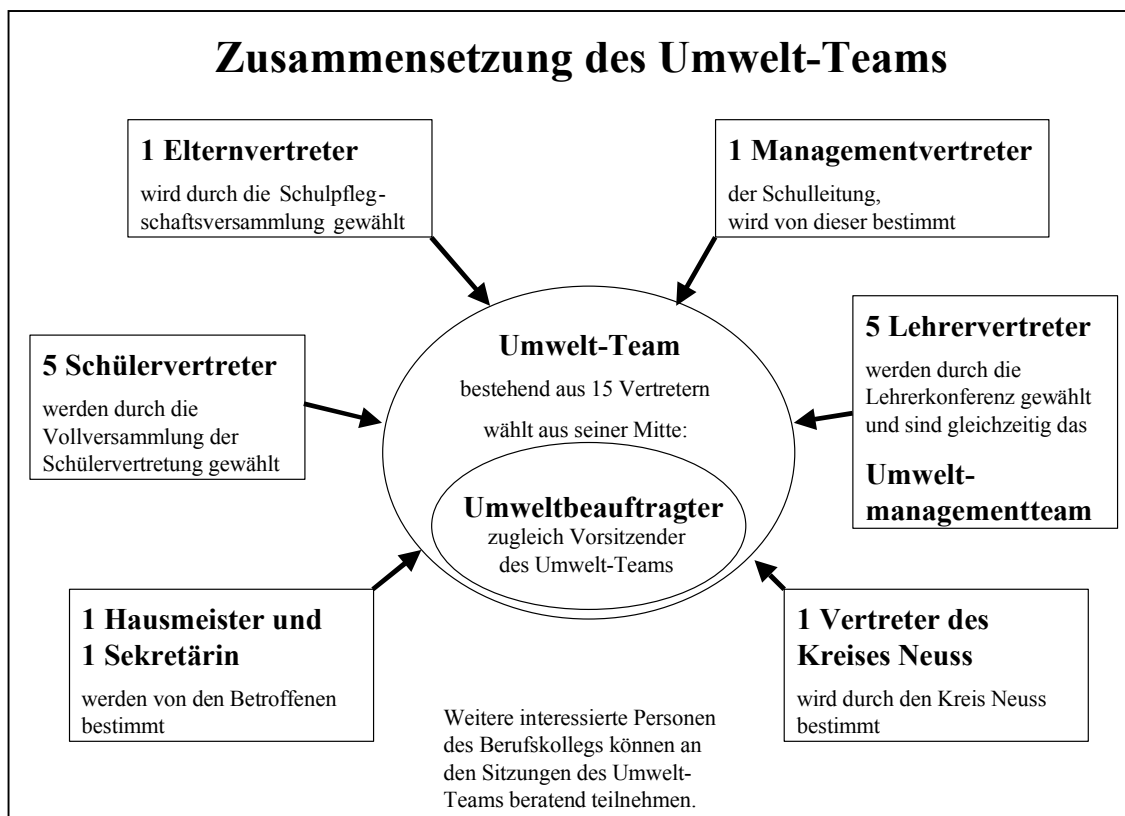 Zusammensetzung des Umwelt-Teams
1 Elternvertreter
wird durch die Schulpfleg-
schaftsversammlung gewählt
1 Managementvertreter
der Schulleitung,
wird von dieser bestimmt
5 Schülervertreter
werden durch die
Vollversammlung der
Schülervertretung gewählt
Umwelt-Team
bestehend aus 15 Vertretern
wählt aus seiner Mitte:
Umweltbeauftragter
zugleich Vorsitzender
des Umwelt-Teams
5 Lehrervertreter
werden durch die
Lehrerkonferenz gewählt
und sind gleichzeitig das
Umwelt-
managementteam
1 Hausmeister und
1 Sekretärin
werden von den Betroffenen
bestimmt
1 Vertreter des
Kreises Neuss
wird durch den Kreis Neuss
bestimmt
Weitere interessierte Personen
des Berufskollegs können an
den Sitzungen des Umwelt-
Teams beratend teilnehmen.